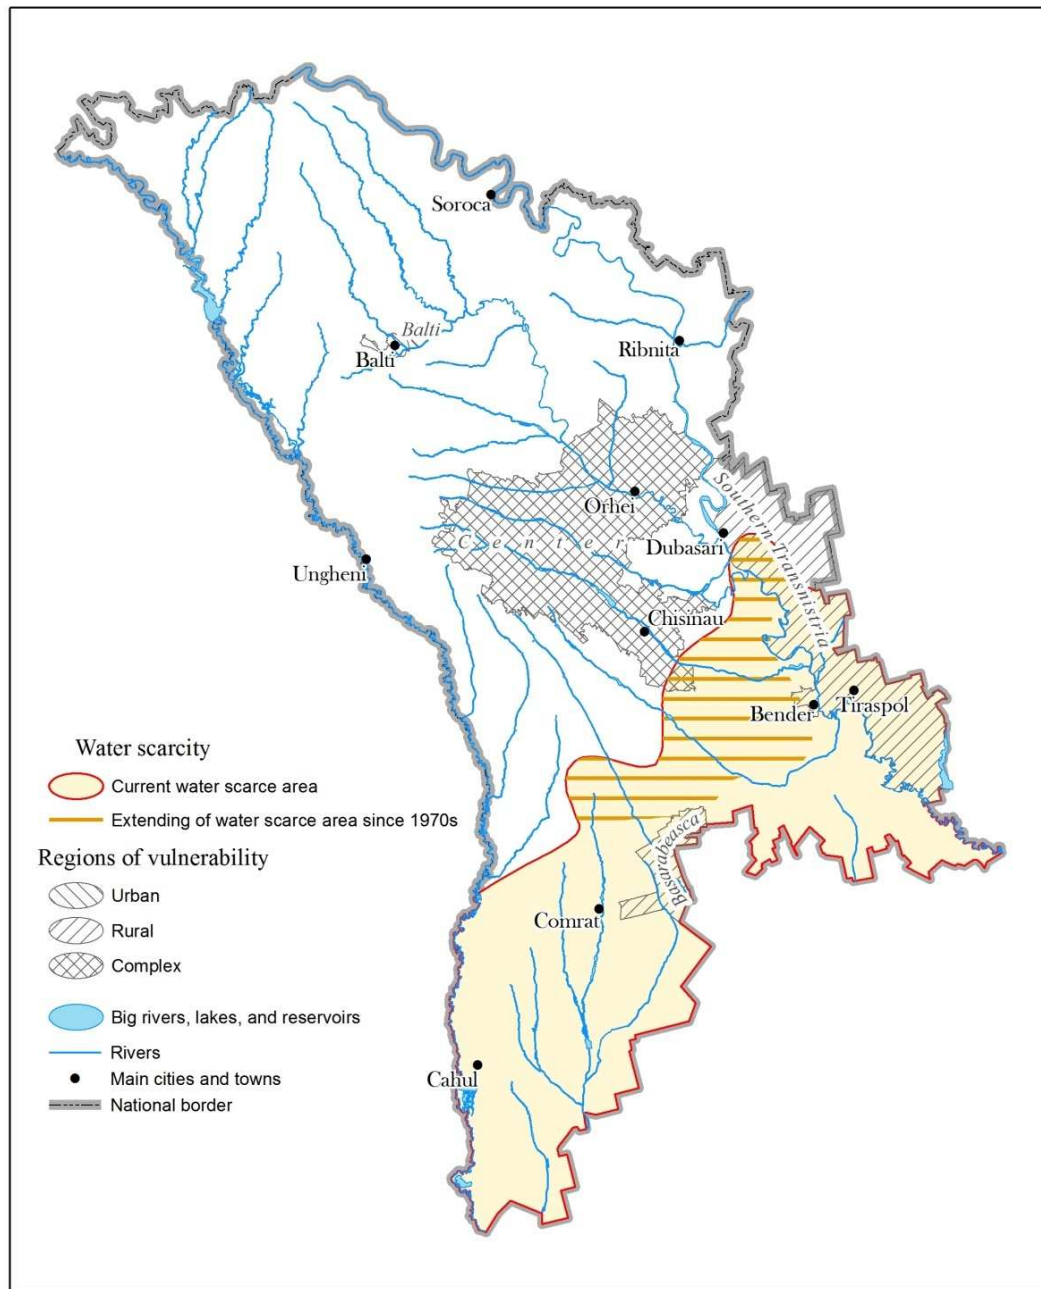 Soroca
Balti
Balti
Ribnita
Orhei
Southern Transnistria
Center
Dubasari
Ungheni
Chisinau
Bender
Tiraspol
Water scarcity
Current water scarce area
Extending of water scarce area since 1970s
Regions of vulnerability
Urban
Rural
Complex
Big rivers, lakes, and reservoirs
Rivers
Main cities and towns
National border
Basarabeasca
Comrat
Cahul